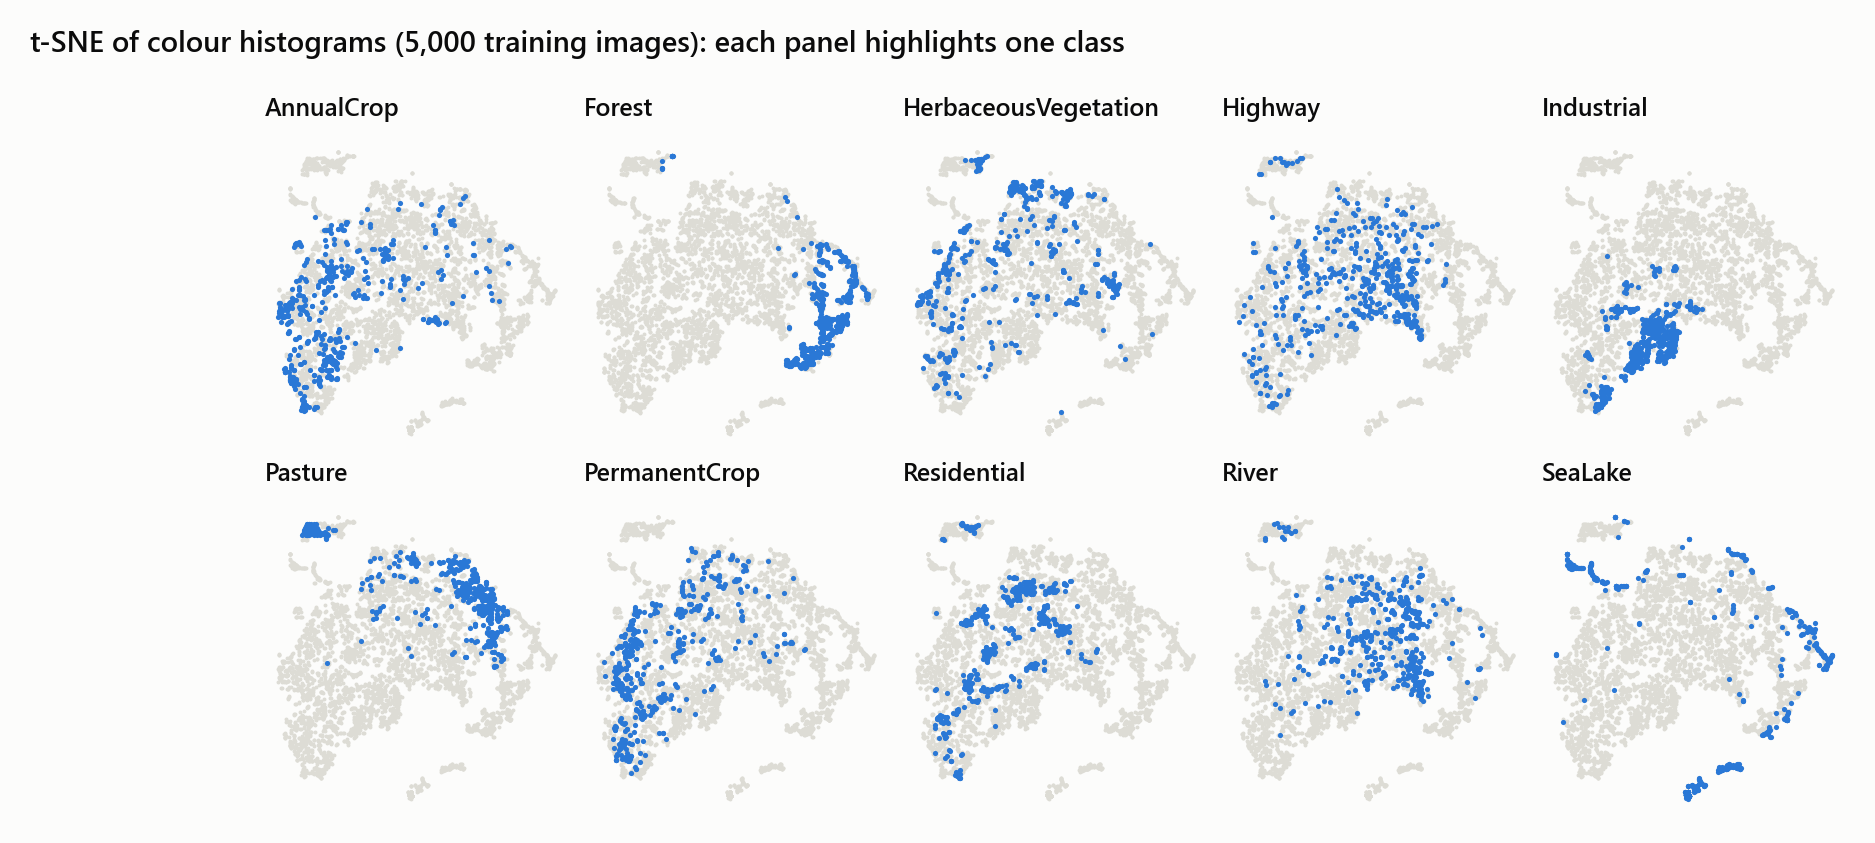 t-SNE of colour histograms (5,000 training images): each panel highlights one class
AnnualCrop
Forest
HerbaceousVegetation
Highway
Industrial
Pasture
PermanentCrop
Residential
River
SeaLake